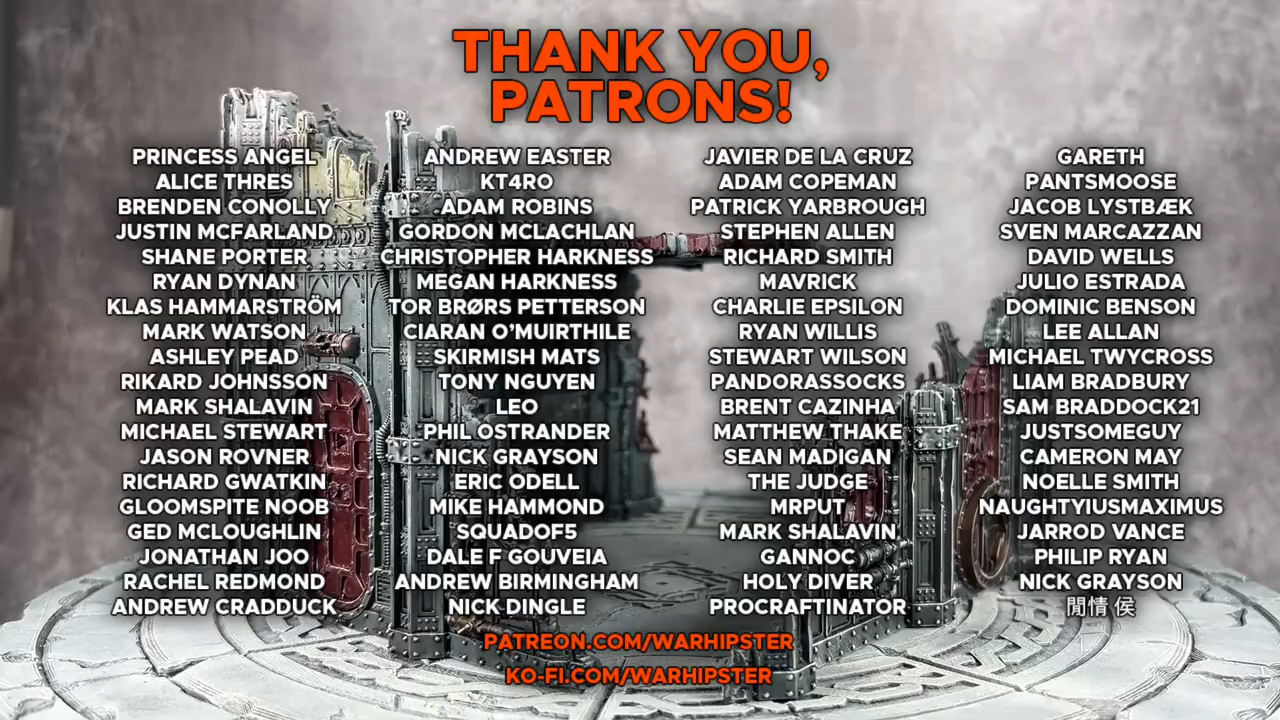 THANK YOU,
PATRONS!
PRINCESS ANGEL
ALICE THRES
BRENDEN CONOLLY
JUSTIN MCFARLAND
SHANE PORTER
RYAN DYNAN
KLAS HAMMARSTRÖM
MARK WATSON
ASHLEY PEAD
RIKARD JOHNSSON
MARK SHALAVIN
MICHAEL STEWART
JASON ROVNER
RICHARD GWATKIN
GLOOMSPITE NOOB
GED MCLOUGHLIN
JONATHAN JOO
RACHEL REDMOND
ANDREW CRADDUCK
ANDREW EASTER
KT4RO
ADAM ROBINS
GORDON MCLACHLAN
CHRISTOPHER HARKNESS
MEGAN HARKNESS
TOR BRØRS PETTERSON
CIARAN O’MUIRTHILE
SKIRMISH MATS
TONY NGUYEN
LEO
PHIL OSTRANDER
NICK GRAYSON
ERIC ODELL
MIKE HAMMOND
SQUADOF5
DALE F GOUVEIA
ANDREW BIRMINGHAM
NICK DINGLE
JAVIER DE LA CRUZ
ADAM COPEMAN
PATRICK YARBROUGH
STEPHEN ALLEN
RICHARD SMITH
MAVRICK
CHARLIE EPSILON
RYAN WILLIS
STEWART WILSON
PANDORASSOCKS
BRENT CAZINHA
MATTHEW THAKE
SEAN MADIGAN
THE JUDGE
MRPUT
MARK SHALAVIN
GANNOC
HOLY DIVER
PROCRAFTINATOR
GARETH
PANTSMOOSE
JACOB LYSTBÆK
SVEN MARCAZZAN
DAVID WELLS
JULIO ESTRADA
DOMINIC BENSON
LEE ALLAN
MICHAEL TWYCROSS
LIAM BRADBURY
SAM BRADDOCK21
JUSTSOMEGUY
CAMERON MAY
NOELLE SMITH
NAUGHTYIUSMAXIMUS
JARROD VANCE
PHILIP RYAN
NICK GRAYSON
閒情 侯
PATREON.COM/WARHIPSTER
KO-FI.COM/WARHIPSTER